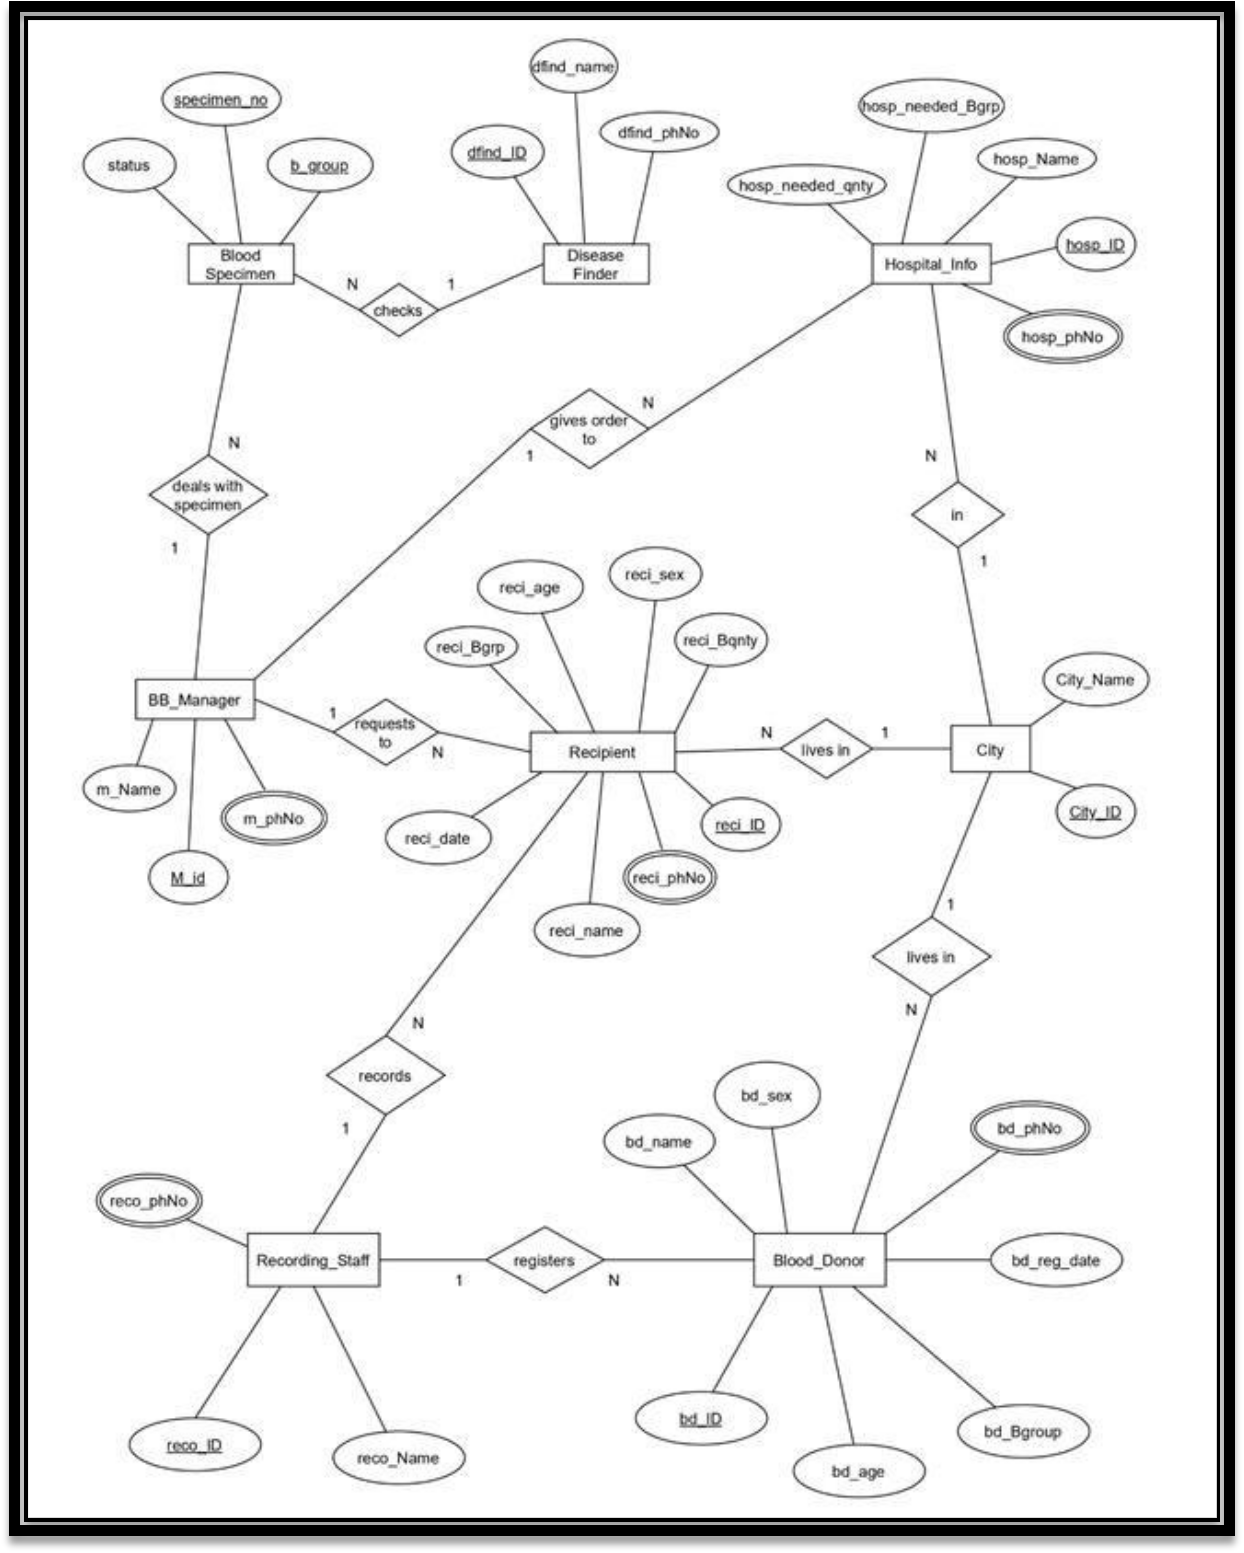 dfind_name
specimen_no
hosp_needed_Bgrp
dfind_phNo
status
b_group
dfind_ID
hosp_Name
hosp_needed_qnty
hosp_ID
Blood
Specimen
Disease
Finder
Hospital_Info
N
1
checks
hosp_phNo
gives order
to
N
1
N
deals with
specimen
1
N
in
1
reci_age
reci_sex
reci_Bgrp
reci_Bqnty
City_Name
BB_Manager
1
requests
to
N
Recipient
N
lives in
1
City
m_Name
m_phNo
M_id
reci_date
reci_ID
City_ID
reci_phNo
reci_name
1
lives in
N
N
records
1
bd_sex
bd_name
bd_phNo
reco_phNo
Recording_Staff
1
registers
N
Blood_Donor
bd_reg_date
bd_ID
bd_Bgroup
reco_ID
reco_Name
bd_age